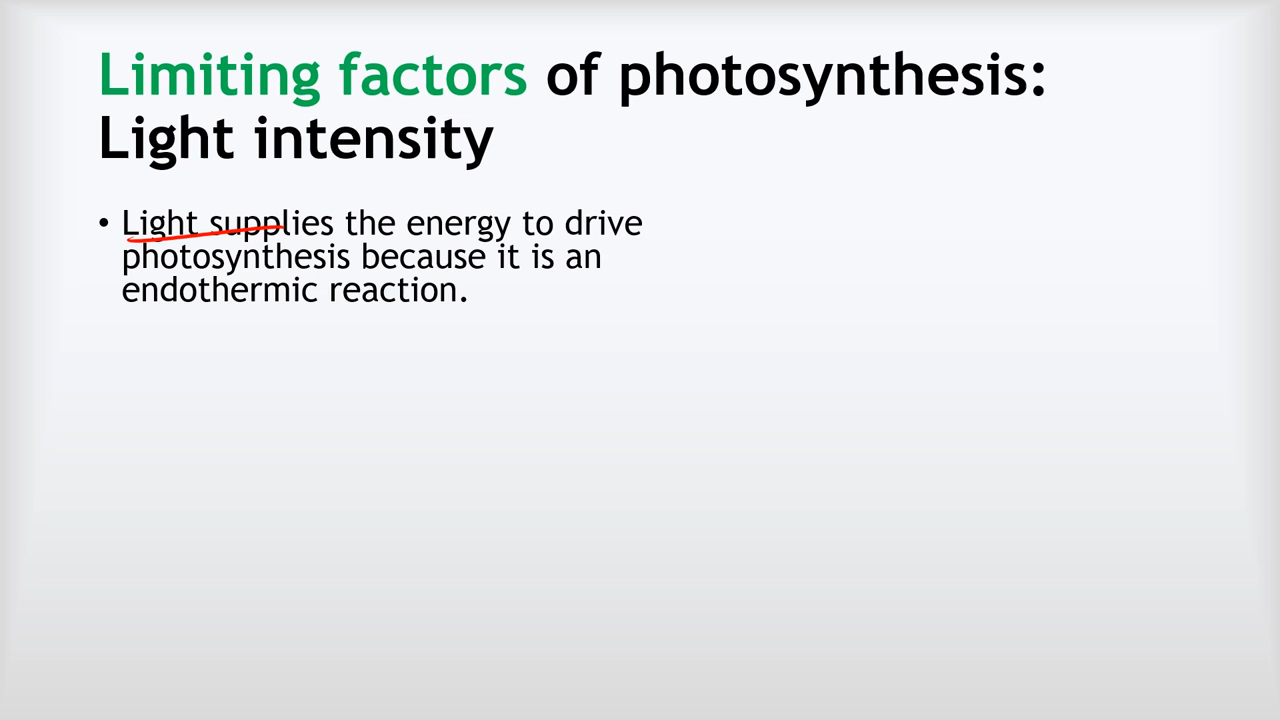 Limiting factors of photosynthesis:
Light intensity
• Light supplies the energy to drive
photosynthesis because it is an
endothermic reaction.